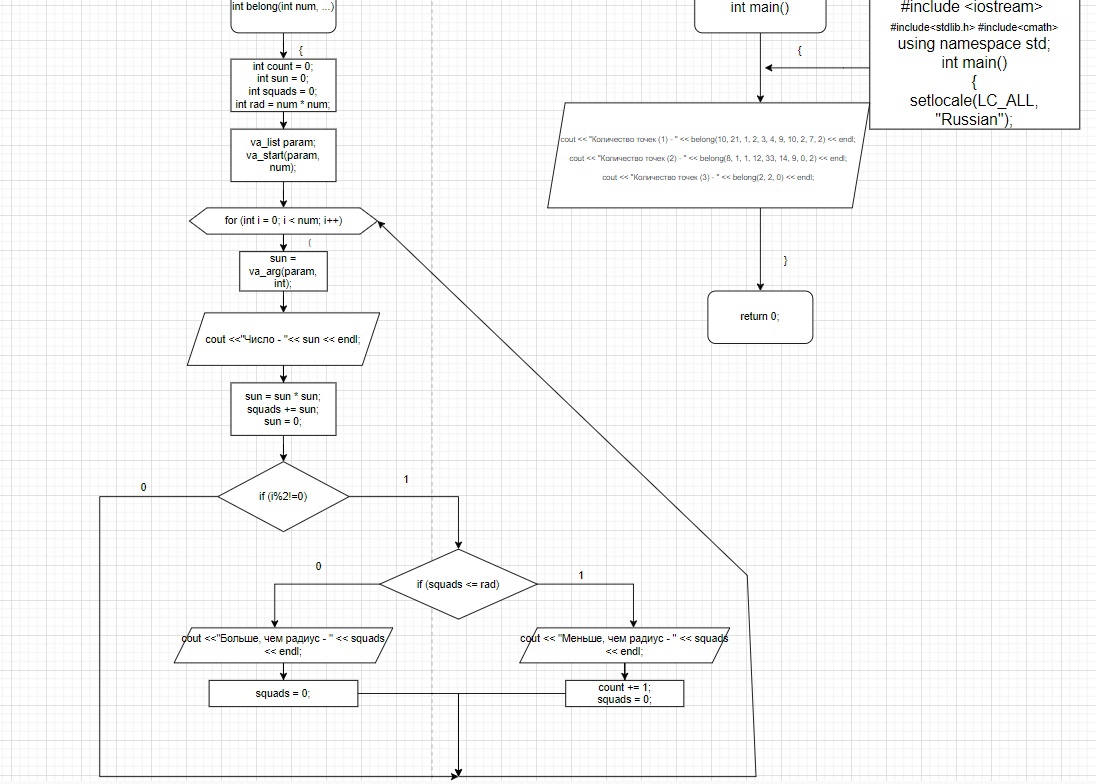 int belong(int num, ...)
{
int count = 0;
int sun = 0;
int squads = 0;
int rad = num * num;
va_list param;
va_start(param,
num);
for (int i = 0; i < num; i++)
{
sun =
va_arg(param,
int);
cout <<"Число - "<< sun << endl;
sun = sun * sun;
squads += sun;
sun = 0;
if (i%2!=0)
0
1
if (squads <= rad)
0
1
cout <<"Больше, чем радиус - " << squads
<< endl;
cout << "Меньше, чем радиус - " << squads
<< endl;
squads = 0;
count += 1;
squads = 0;
int main()
{
cout << "Количество точек (1) - " << belong(10, 21, 1, 2, 3, 4, 9, 10, 2, 7, 2) << endl;
cout << "Количество точек (2) - " << belong(8, 1, 1, 12, 33, 14, 9, 0, 2) << endl;
cout << "Количество точек (3) - " << belong(2, 2, 0) << endl;
}
return 0;
#include <iostream>
#include<stdlib.h> #include<cmath>
using namespace std;
int main()
{
setlocale(LC_ALL,
"Russian");